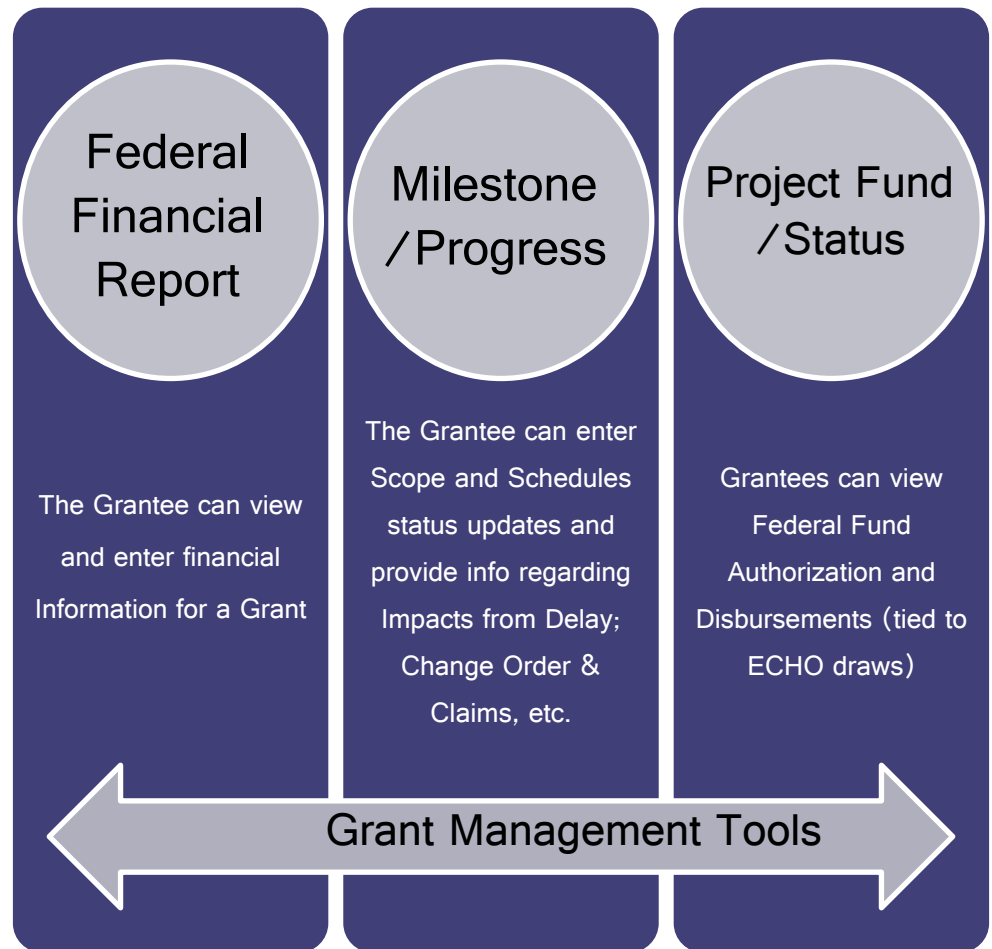 Federal
Financial
Report
The Grantee can view
and enter financial
Information for a Grant
Milestone
/Progress
The Grantee can enter
Scope and Schedules
status updates and
provide info regarding
Impacts from Delay;
Change Order &
Claims, etc.
Project Fund
/Status
Grantees can view
Federal Fund
Authorization and
Disbursements (tied to
ECHO draws)
Grant Management Tools